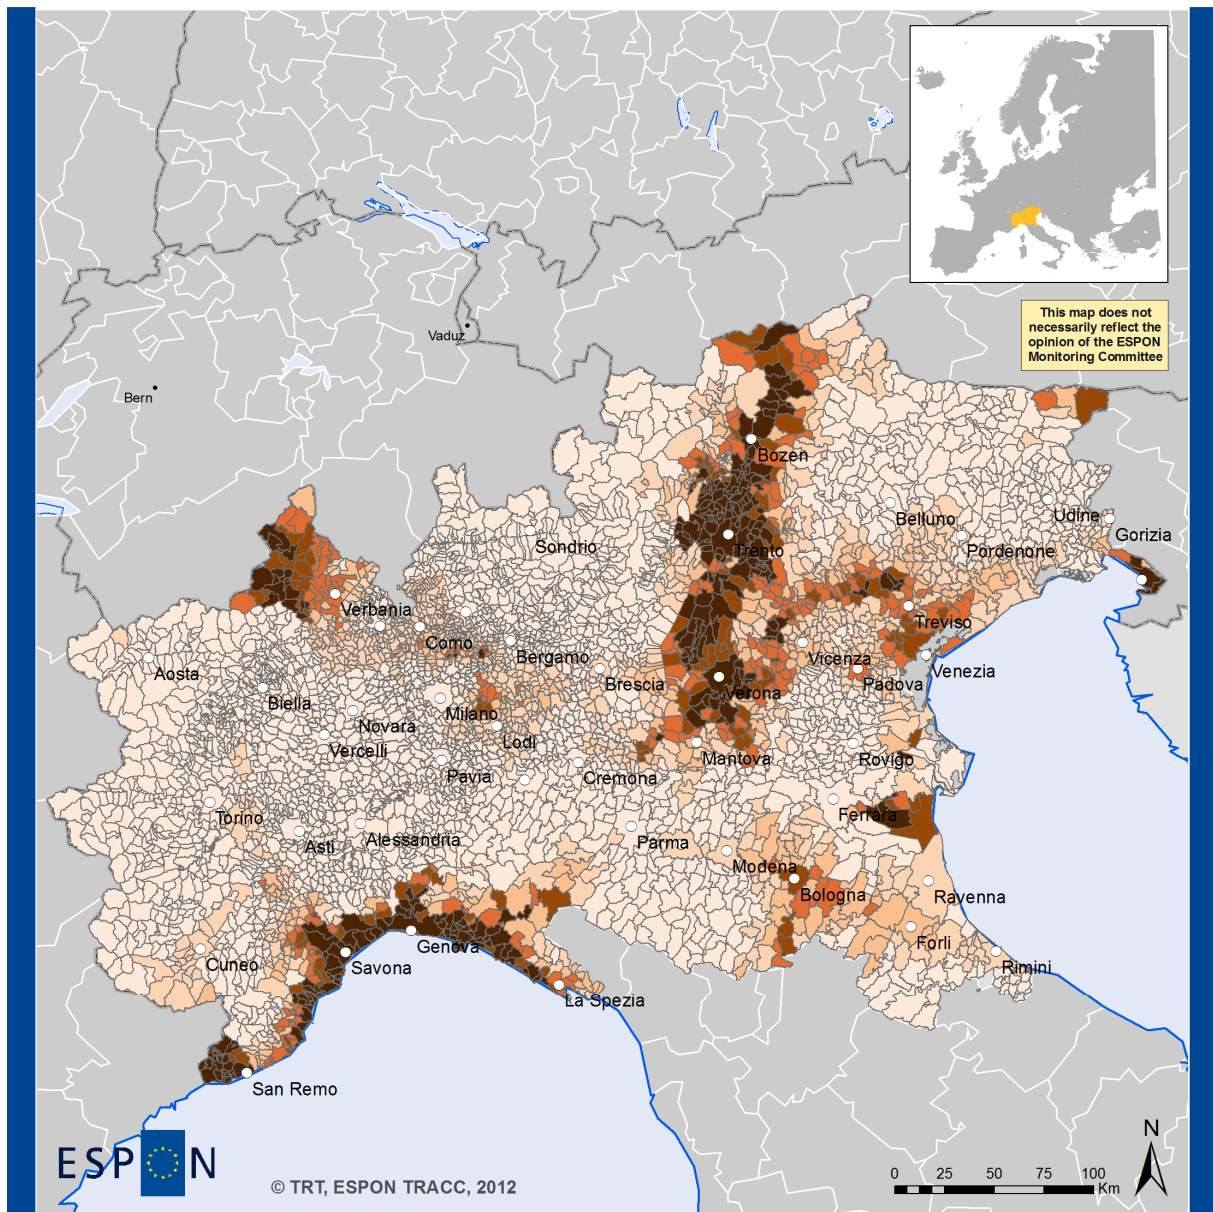 This map does not
necessarily reflect the
opinion of the ESPON
Monitoring Committee
Vaduz
Bern
Bozen
Belluno
Udine
Gorizia
Sondrio
Trento
Pordenone
Verbania
Treviso
Como
Bergamo
Vicenza
Aosta
Brescia
Padova
Venezia
Biella
Verona
Novara
Milano
Lodi
Vercelli
Mantova
Rovigo
Pavia
Cremona
Torino
Ferrara
Asti
Alessandria
Parma
Modena
Bologna
Ravenna
Genova
Forli
Cuneo
Savona
Rimini
La Spezia
San Remo
N
ESPON
© TRT, ESPON TRACC, 2012
0 25 50 75 100
Km